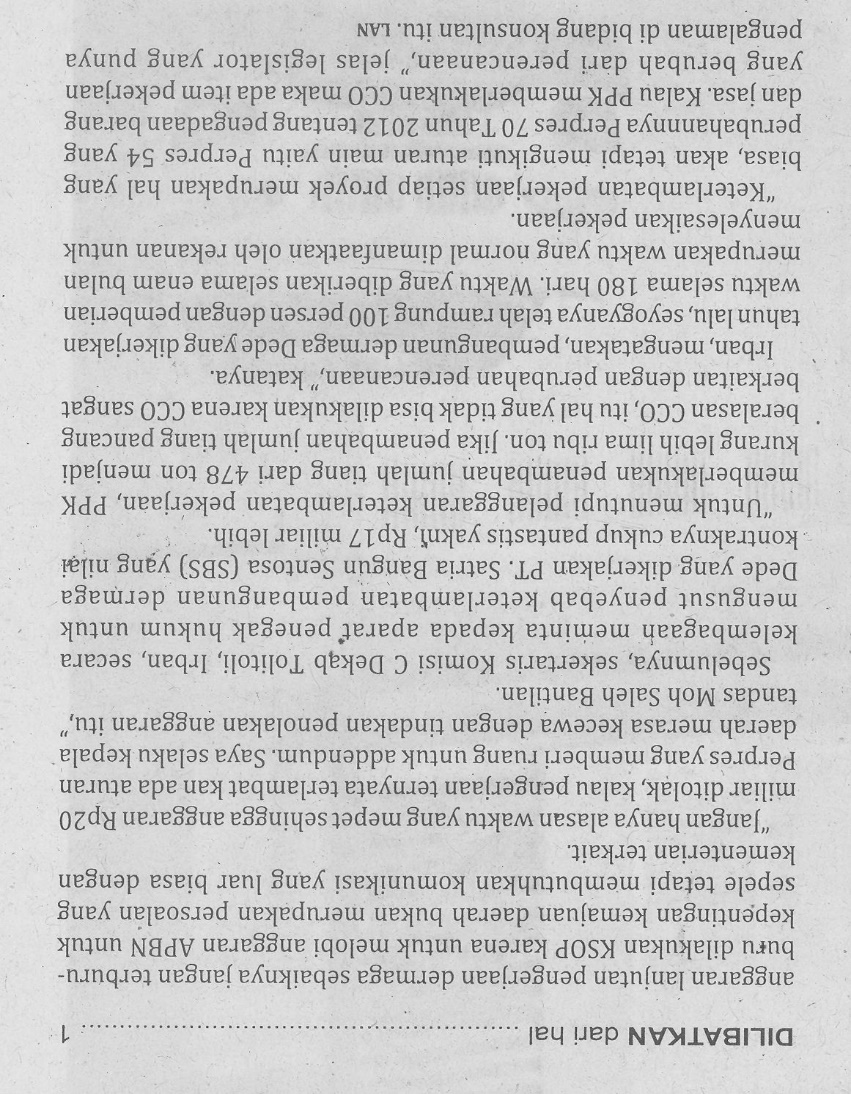 DILIBATKAN dari hal ........................................................ 1
anggaran lanjutan pengerjaan dermaga sebaiknya jangan terburu-
buru dilakukan KSOP karena untuk melobi anggaran APBN untuk
kepentingan kemajuan daerah bukan merupakan persoalan yang
sepele tetapi membutuhkan komunikasi yang luar biasa dengan
kementerian terkait.
"Jangan hanya alasan waktu yang mepet sehingga anggaran Rp20
miliar ditolak, kalau pengerjaan ternyata terlambat kan ada aturan
Perpres yang memberi ruang untuk addendum. Saya selaku kepala
daerah merasa kecewa dengan tindakan penolakan anggaran itu,"
tandas Moh Saleh Bantilan.
Sebelumnya, sekertaris Komisi C Dekab Tolitoli, Irban, secara
kelembagaan meminta kepada aparat penegak hukum untuk
mengusut penyebab keterlambatan pembangunan dermaga
Dede yang dikerjakan PT. Satria Bangun Sentosa (SBS) yang nilai
kontraknya cukup pantastis yakni, Rp17 miliar lebih.
"Untuk menutupi pelanggaran keterlambatan pekerjaan, PPK
memberlakukan penambahan jumlah tiang dari 478 ton menjadi
kurang lebih lima ribu ton. Jika penambahan jumlah tiang pancang
beralasan CCO, itu hal yang tidak bisa dilakukan karena CCO sangat
berkaitan dengan perubahan perencanaan," katanya.
Irban, mengatakan, pembangunan dermaga Dede yang dikerjakan
tahun lalu, seyogyanya telah rampung 100 persen dengan pemberian
waktu selama 180 hari. Waktu yang diberikan selama enam bulan
merupakan waktu yang normal dimanfaatkan oleh rekanan untuk
menyelesaikan pekerjaan.
"Keterlambatan pekerjaan setiap proyek merupakan hal yang
biasa, akan tetapi mengikuti aturan main yaitu Perpres 54 yang
perubahannnya Perpres 70 Tahun 2012 tentang pengadaan barang
dan jasa. Kalau PPK memberlakukan CCO maka ada item pekerjaan
yang berubah dari perencanaan," jelas legislator yang punya
pengalaman di bidang konsultan itu. LAN